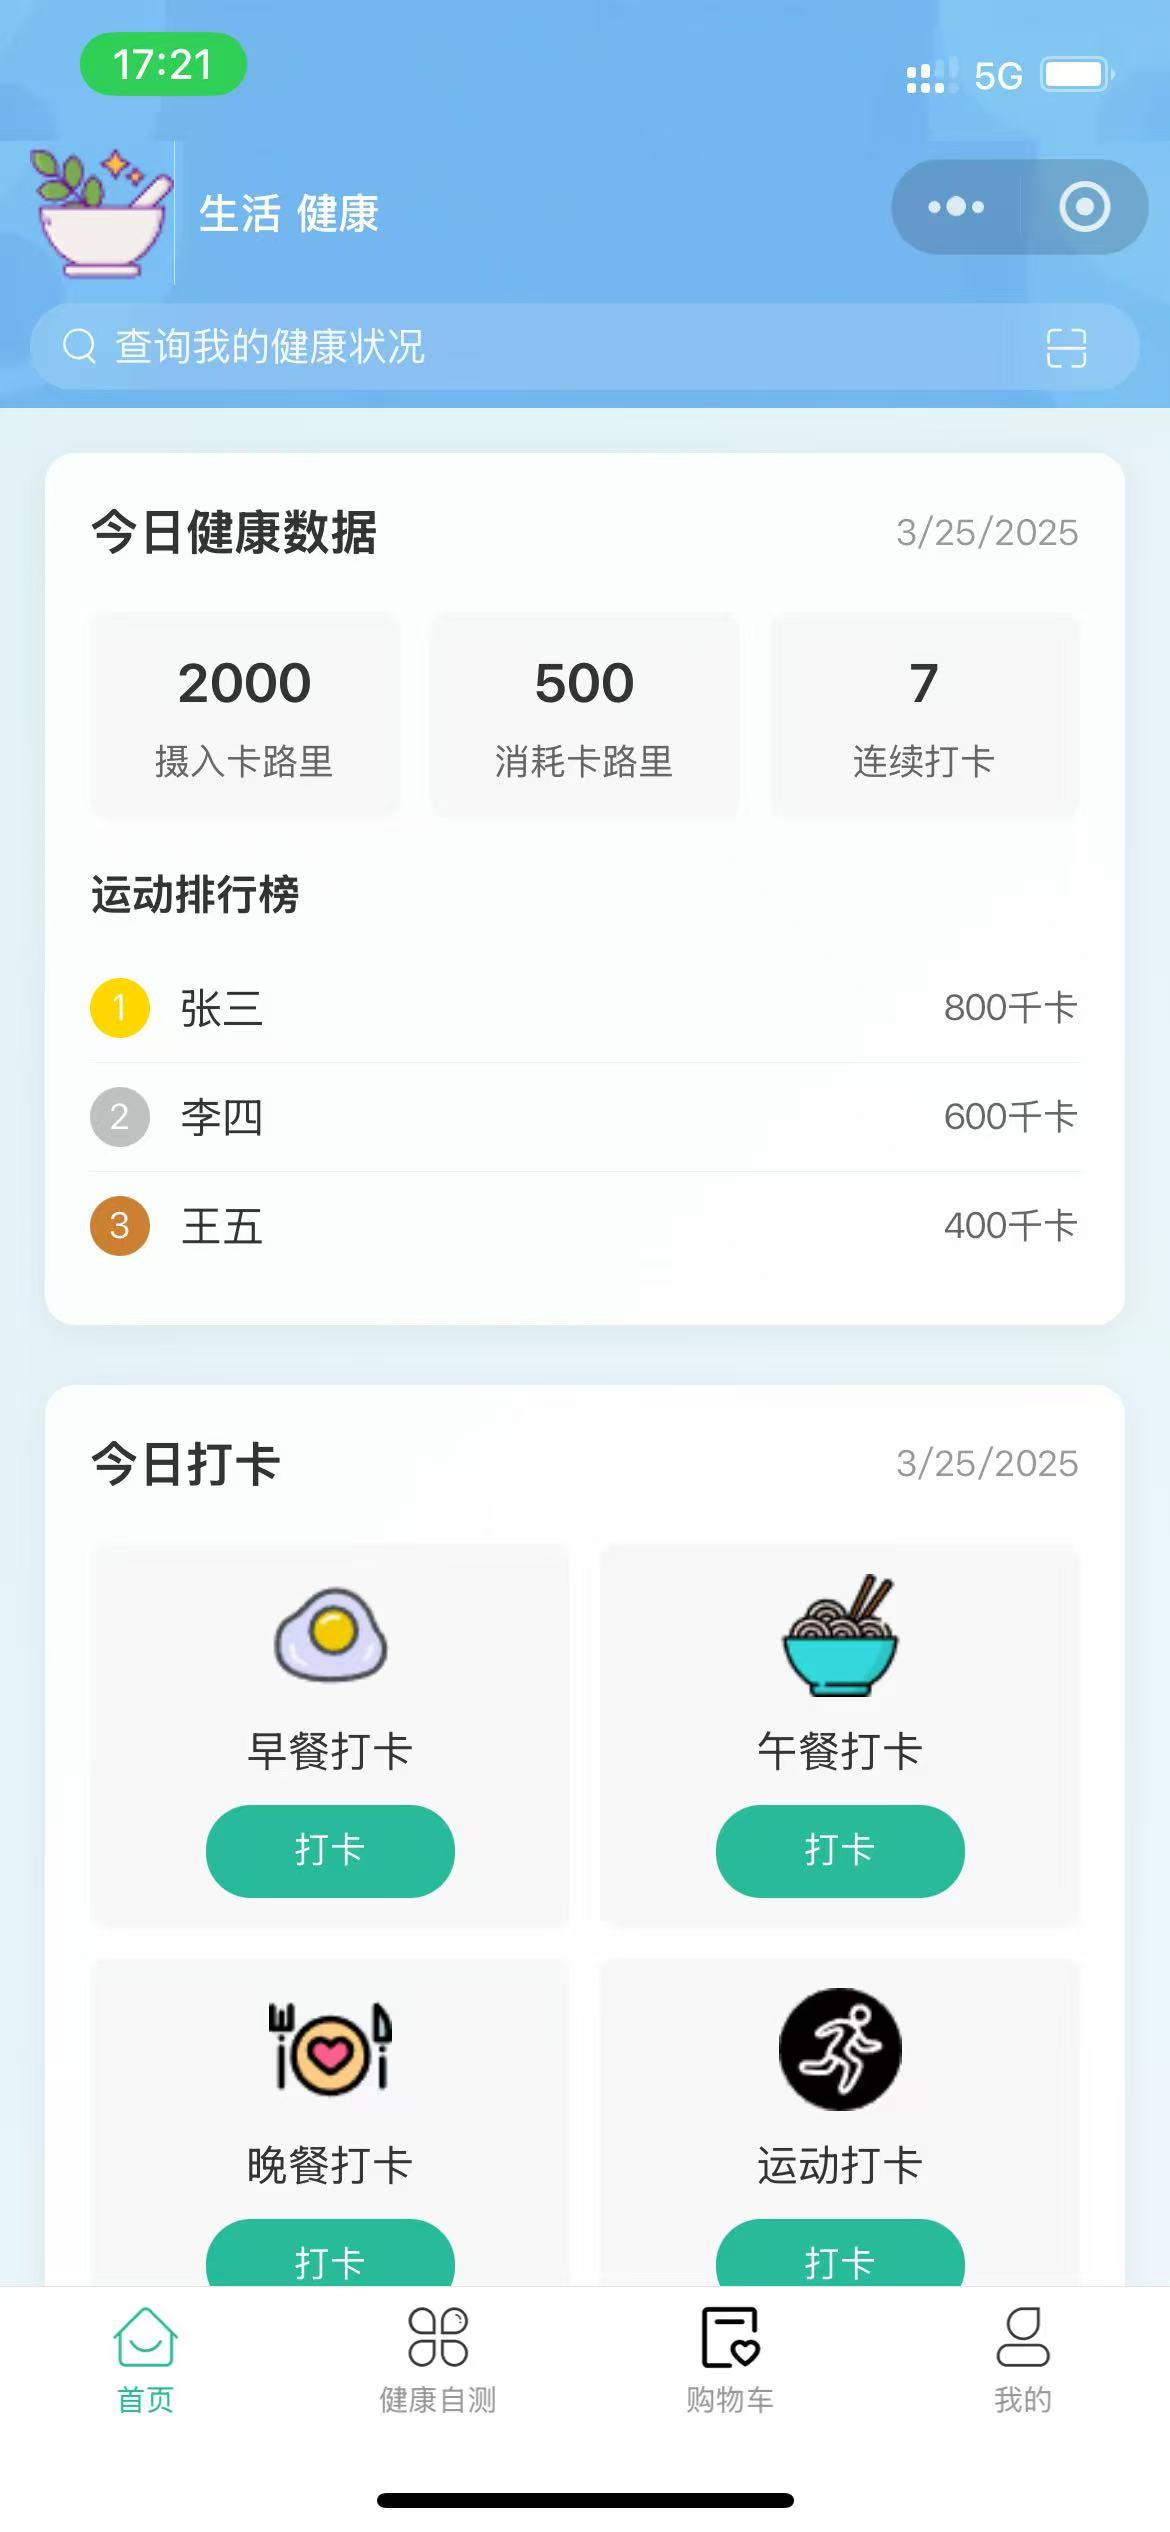 17:21
5G
生活 健康
查询我的健康状况
今日健康数据 3/25/2025
2000 500 7
摄入卡路里 消耗卡路里 连续打卡
运动排行榜
1 张三 800千卡
2 李四 600千卡
3 王五 400千卡
今日打卡 3/25/2025
早餐打卡 午餐打卡
打卡 打卡
晚餐打卡 运动打卡
打卡 打卡
首页 健康自测 购物车 我的